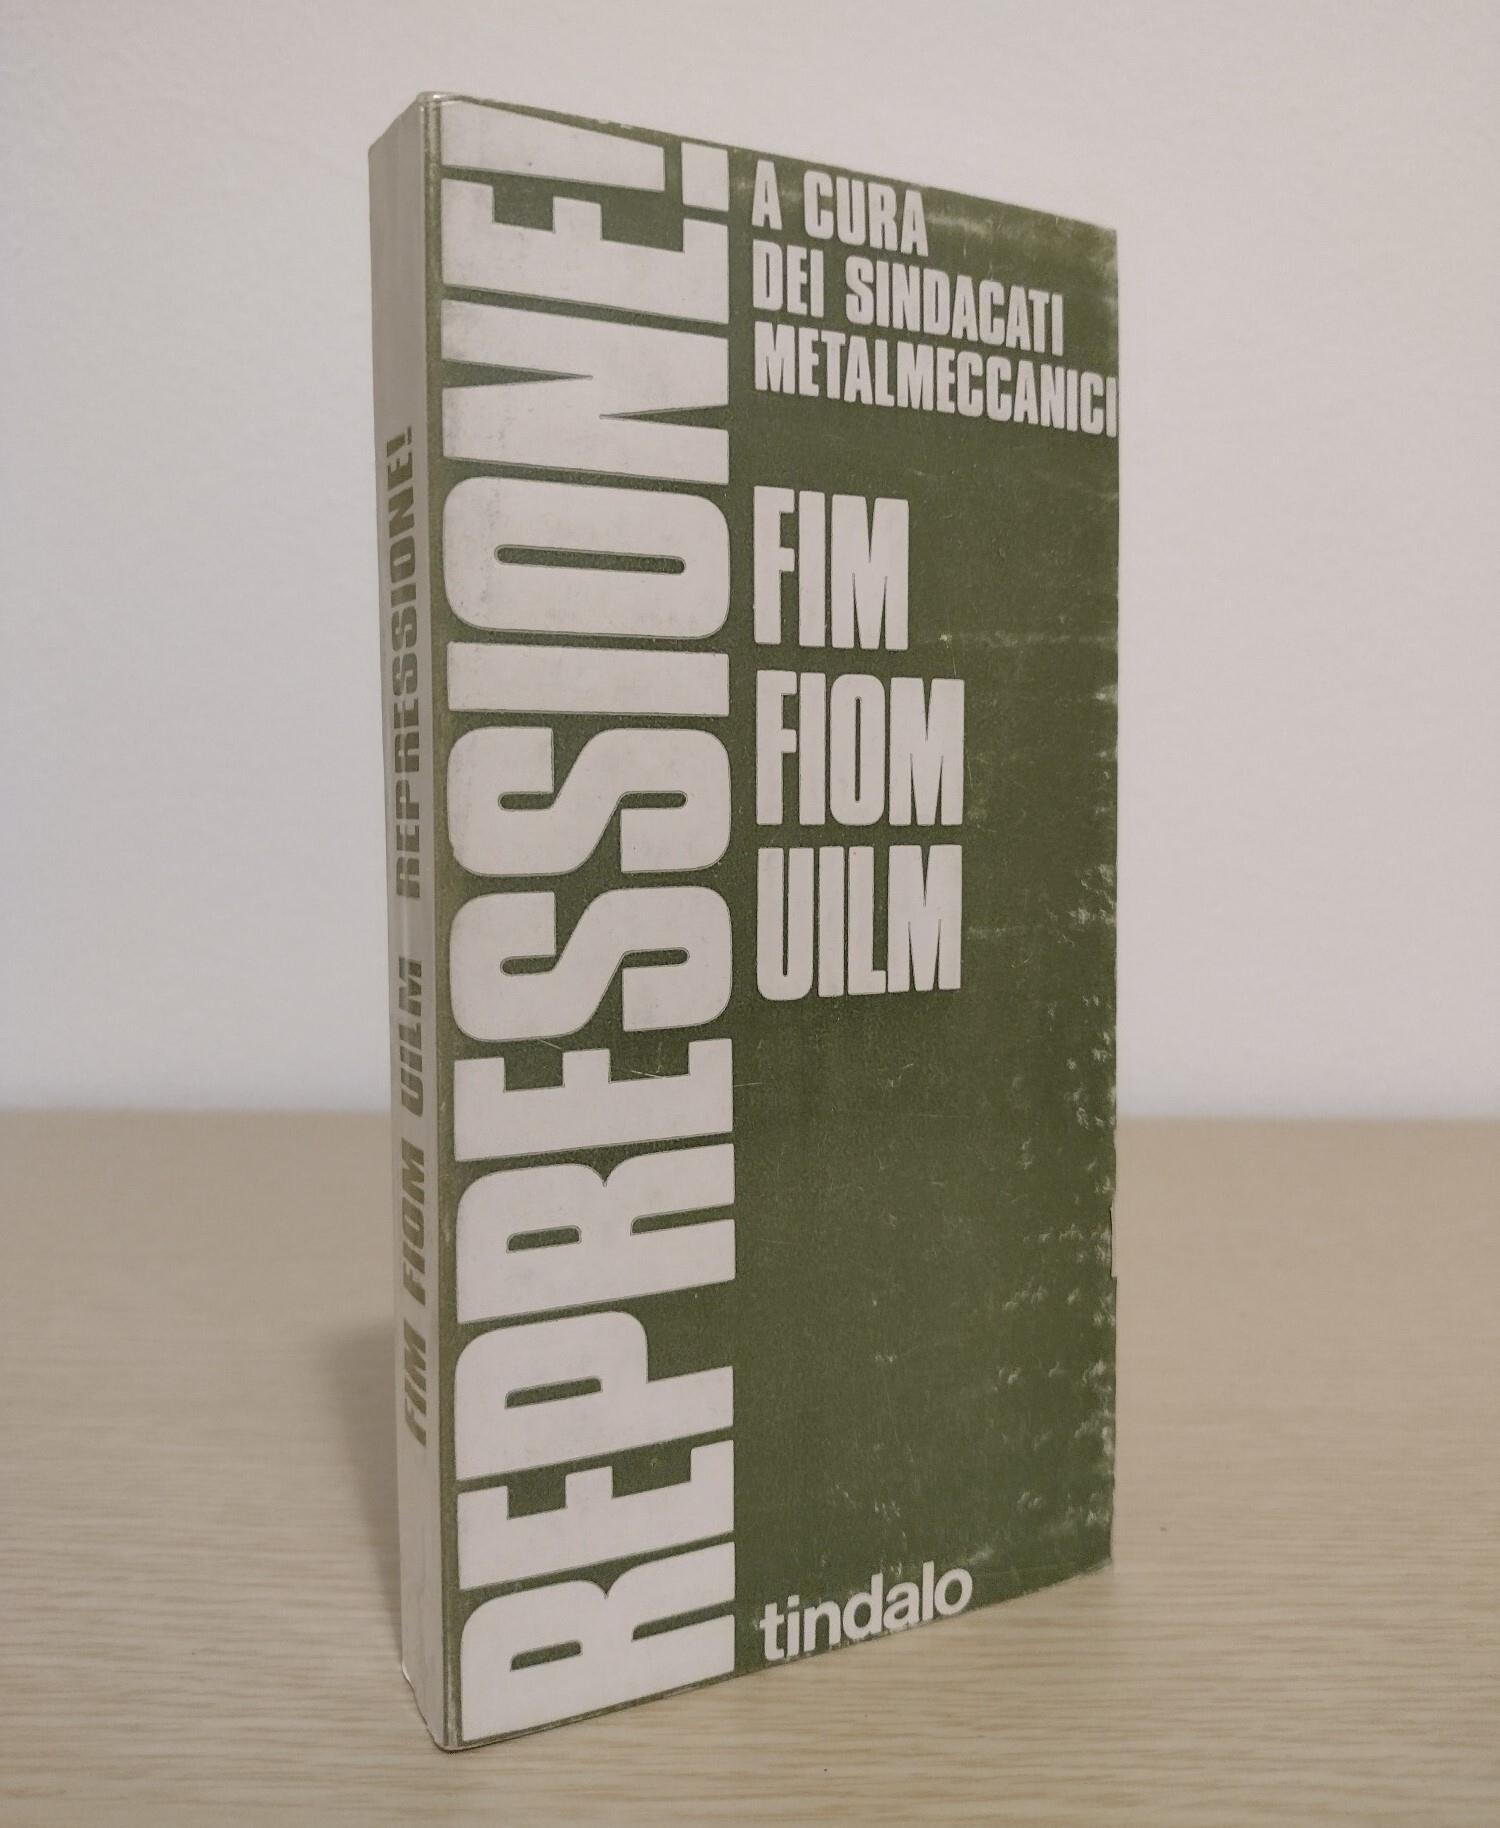 FIM FIOM UILM REPRESSIONE!
REPRESSIONE!
A CURA
DEI SINDACATI
METALMECCANICI
FIM
FIOM
UILM
tindalo